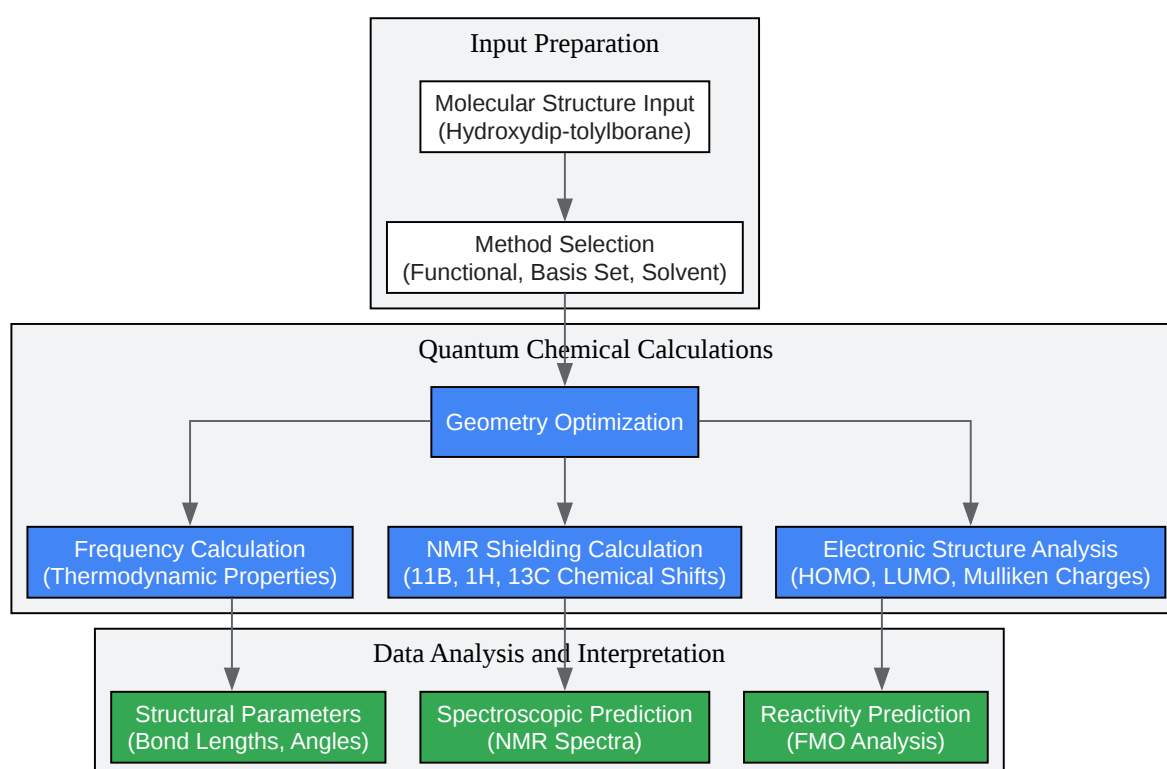 Input Preparation
Molecular Structure Input
(Hydroxydip-tolylborane)
Method Selection
(Functional, Basis Set, Solvent)
Quantum Chemical Calculations
Geometry Optimization
Frequency Calculation
(Thermodynamic Properties)
NMR Shielding Calculation
(11B, 1H, 13C Chemical Shifts)
Electronic Structure Analysis
(HOMO, LUMO, Mulliken Charges)
Data Analysis and Interpretation
Structural Parameters
(Bond Lengths, Angles)
Spectroscopic Prediction
(NMR Spectra)
Reactivity Prediction
(FMO Analysis)